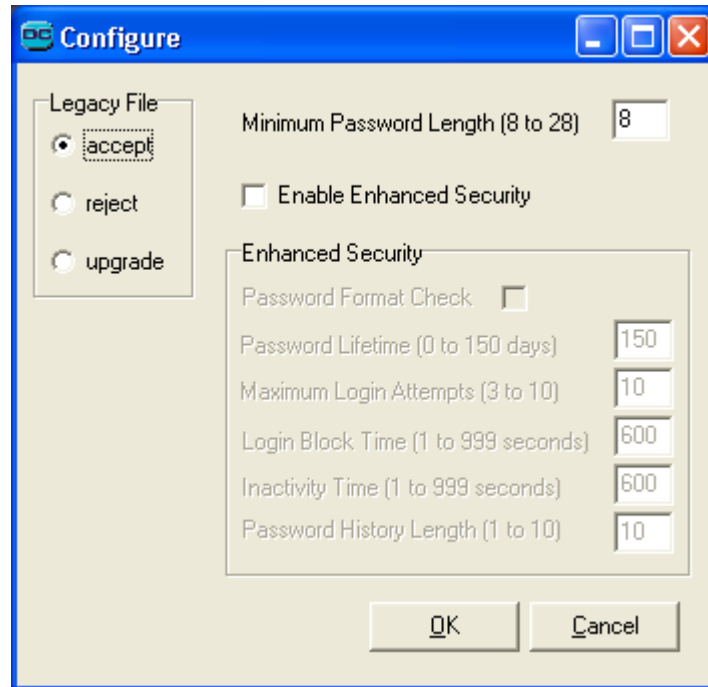 DC Configure
Legacy File
accept
reject
upgrade
Minimum Password Length (8 to 28) 8
Enable Enhanced Security
Enhanced Security
Password Format Check
Password Lifetime (0 to 150 days) 150
Maximum Login Attempts (3 to 10) 10
Login Block Time (1 to 999 seconds) 600
Inactivity Time (1 to 999 seconds) 600
Password History Length (1 to 10) 10
OK Cancel